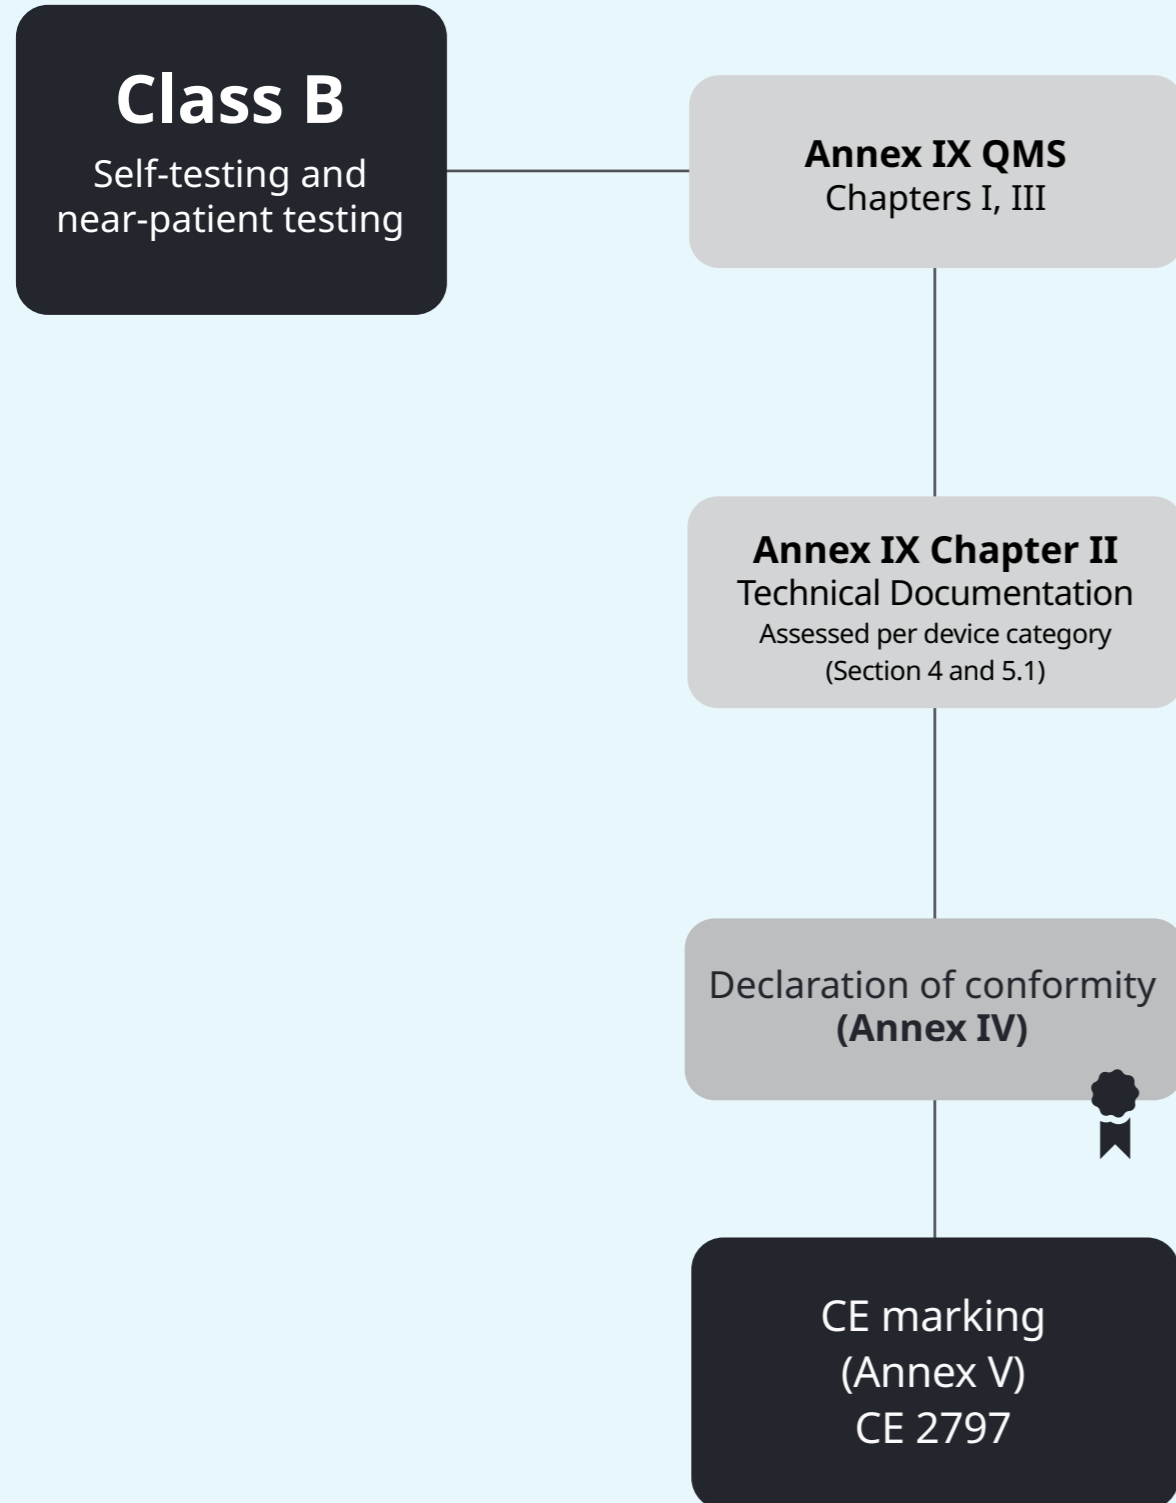 Class B
Self-testing and
near-patient testing
Annex IX QMS
Chapters I, III
Annex IX Chapter II
Technical Documentation
Assessed per device category
(Section 4 and 5.1)
Declaration of conformity
(Annex IV)
CE marking
(Annex V)
CE 2797